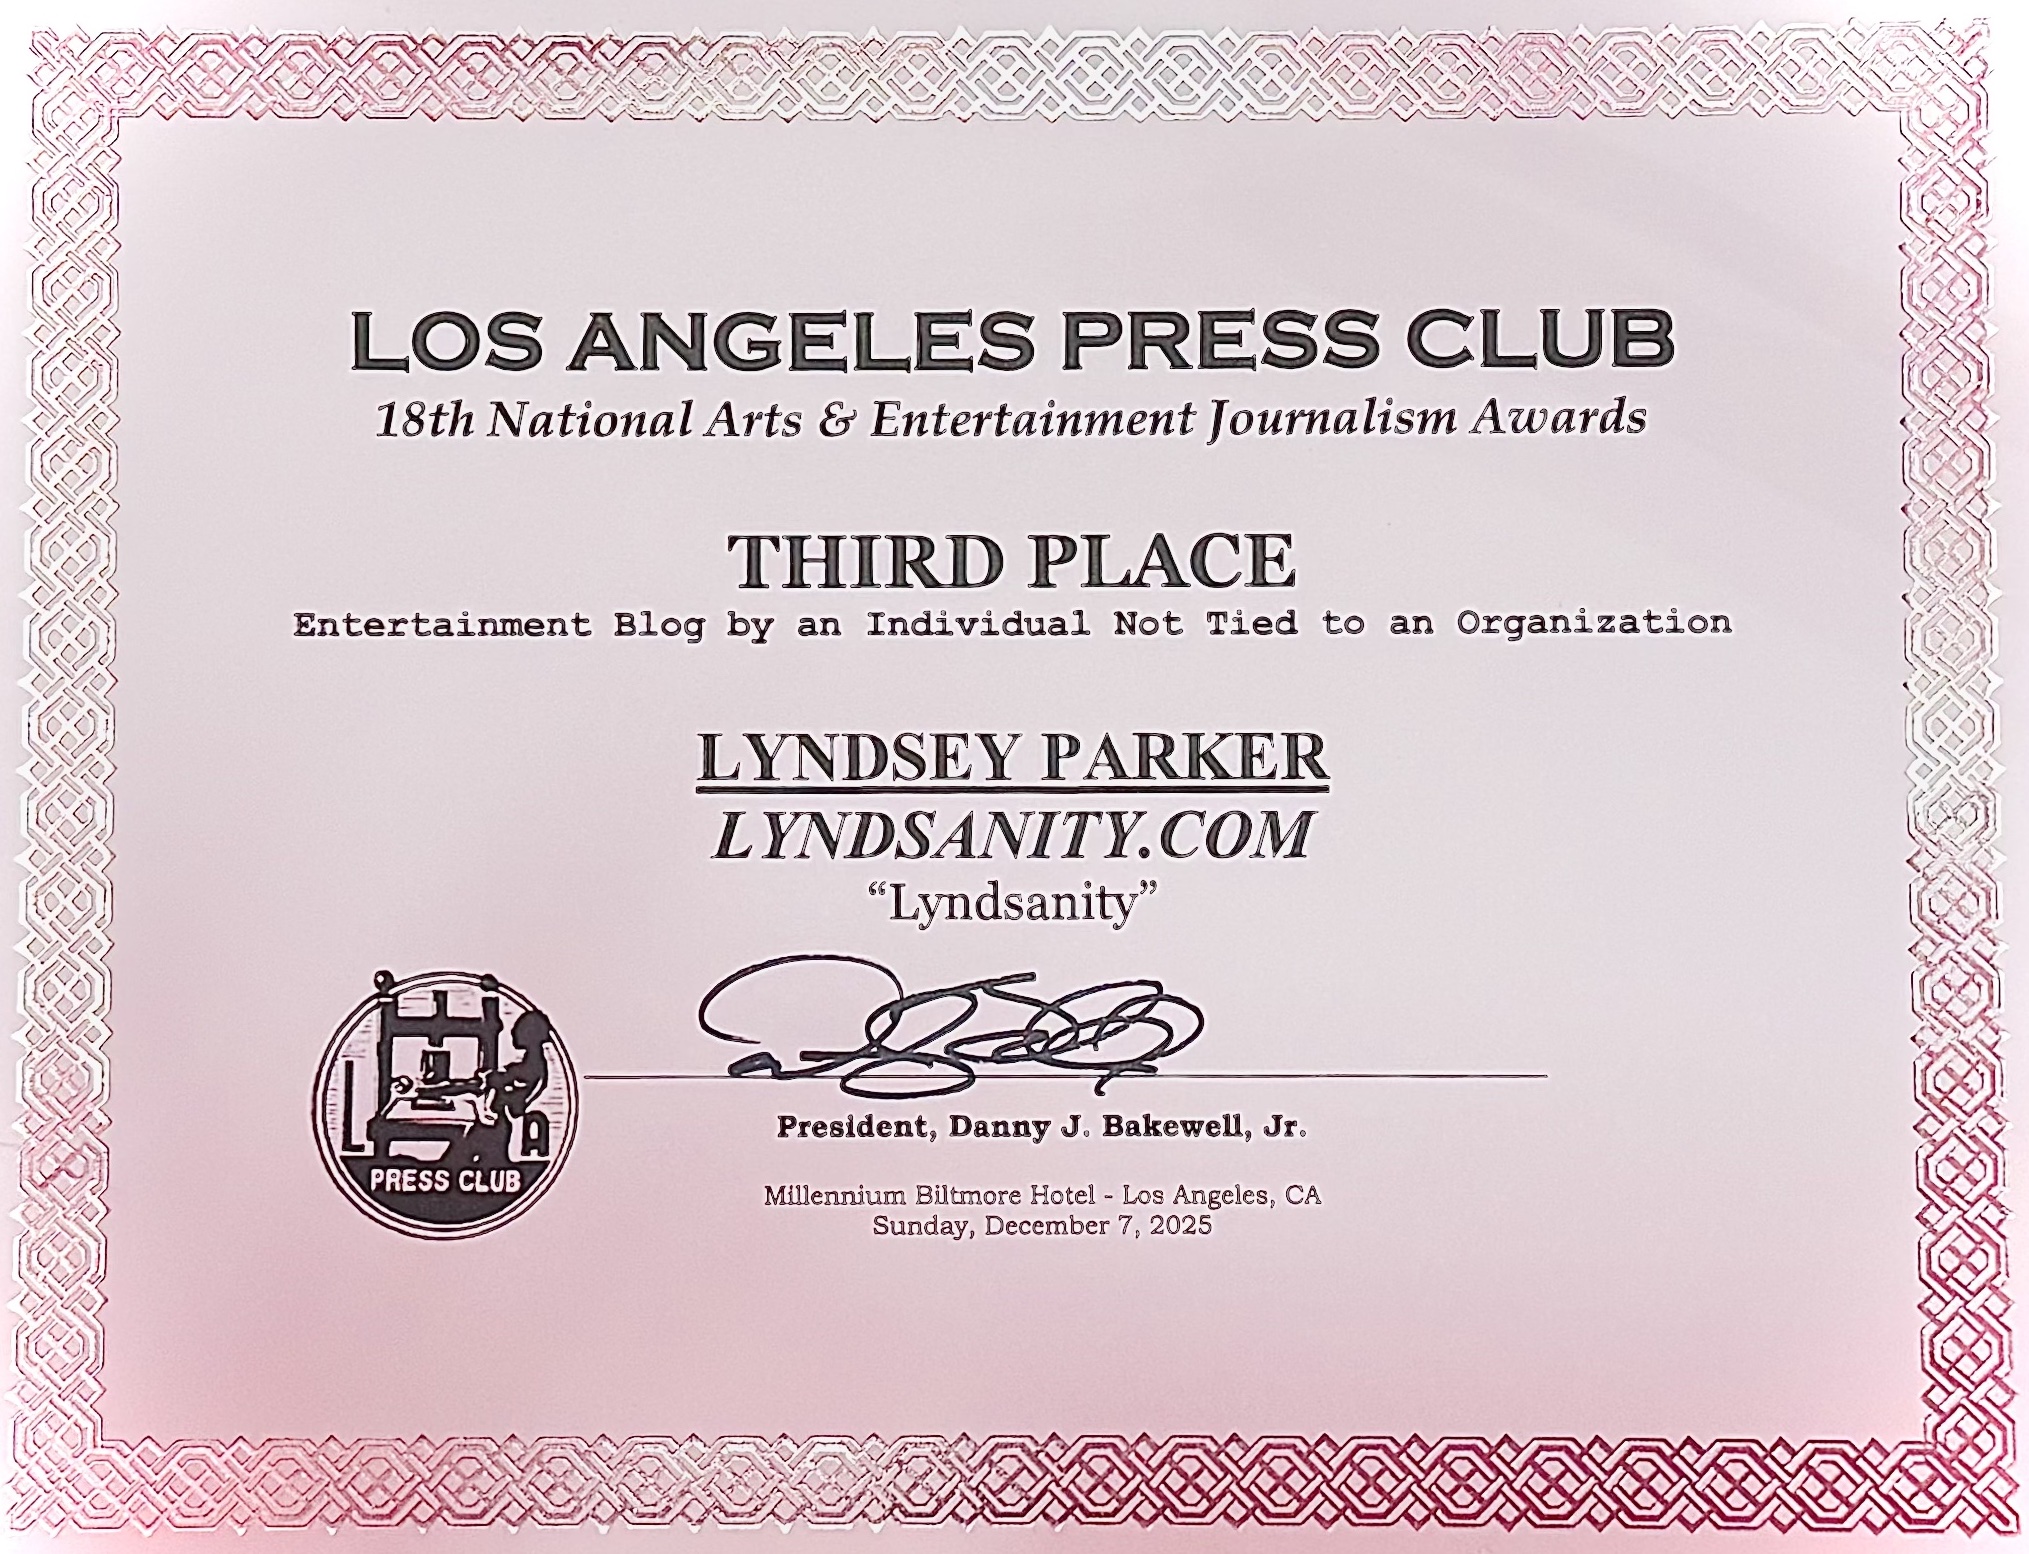 LOS ANGELES PRESS CLUB
18th National Arts & Entertainment Journalism Awards
THIRD PLACE
Entertainment Blog by an Individual Not Tied to an Organization
LYNDSEY PARKER
LYNDSANITY.COM
“Lyndsanity”
L A
PRESS CLUB
President, Danny J. Bakewell, Jr.
Millennium Biltmore Hotel - Los Angeles, CA
Sunday, December 7, 2025